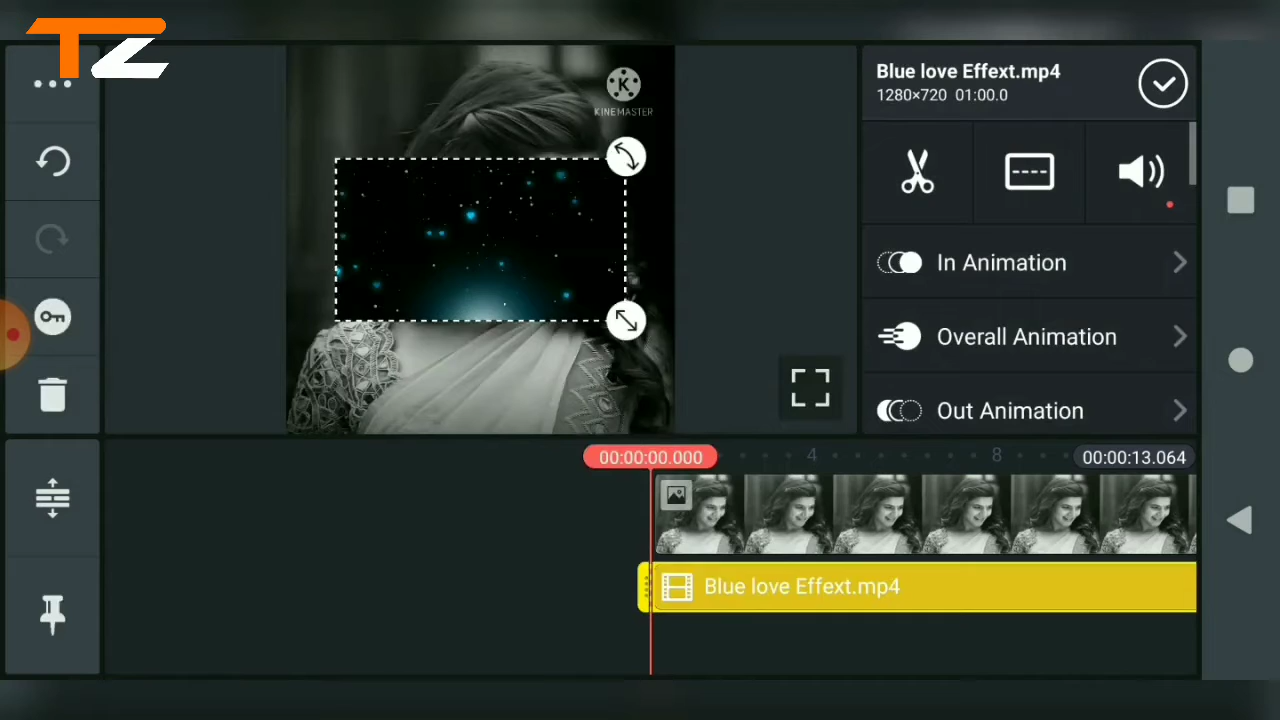 TZ
K
KINEMASTER
Blue love Effext.mp4
1280×720 01:00.0
In Animation
Overall Animation
Out Animation
00:00:00.000
4
8
00:00:13.064
Blue love Effext.mp4